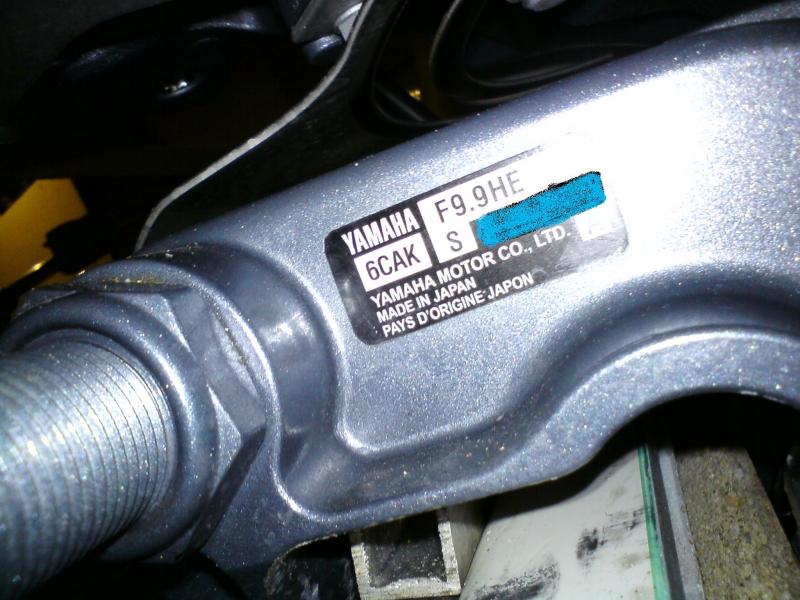 YAMAHA F9.9HE
6CAK S
YAMAHA MOTOR CO., LTD.
MADE IN JAPAN
PAYS D'ORIGINE JAPON